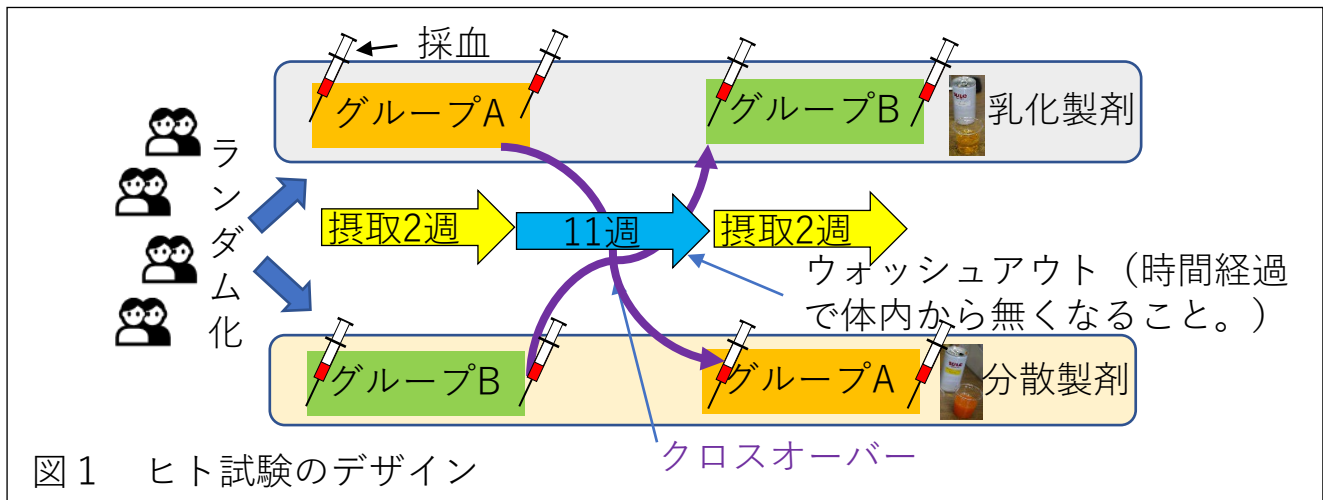 採血
グループA
グループB
乳化製剤
ランダム化
摂取2週
11週
摂取2週
ウォッシュアウト（時間経過
で体内から無くなること。）
グループB
グループA
分散製剤
クロスオーバー
図1 ヒト試験のデザイン